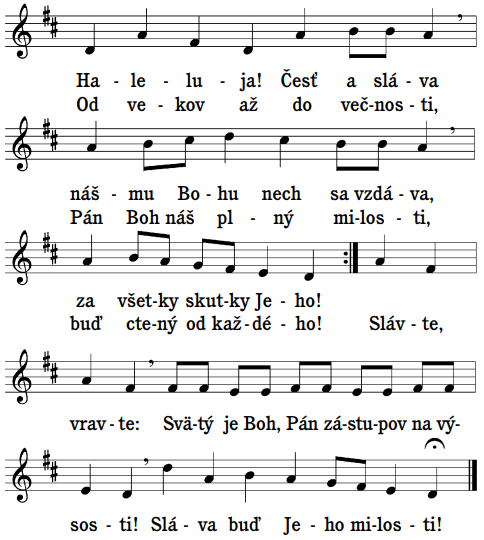 Ha - le - lu - ja! Česť a slá - va
Od ve - kov až do več-nos - ti,
náš - mu Bo - hu nech sa vzdá - va,
Pán Boh náš pl - ný mi-los - ti,
za všet-ky skut-ky Je - ho!
buď cte-ný od kaž-dé - ho! Sláv - te,
vrav-te: Svä-tý je Boh, Pán zá-stu-pov na vý-
sos - ti! Slá - va buď Je - ho mi-los - ti!